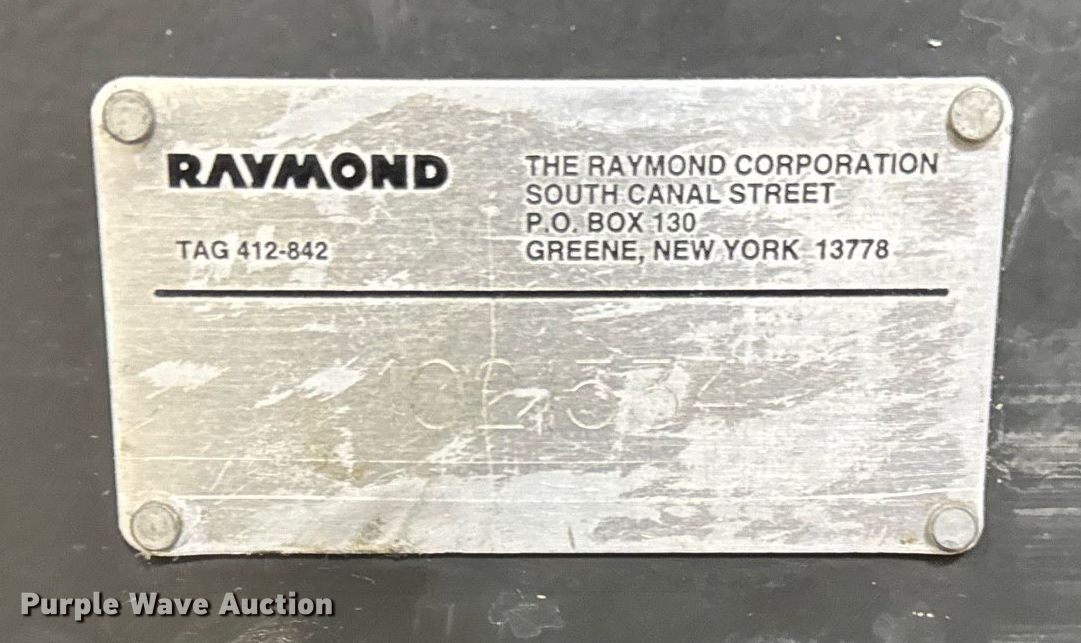 RAYMOND
TAG 412-842
THE RAYMOND CORPORATION
SOUTH CANAL STREET
P.O. BOX 130
GREENE, NEW YORK 13778
Purple Wave Auction